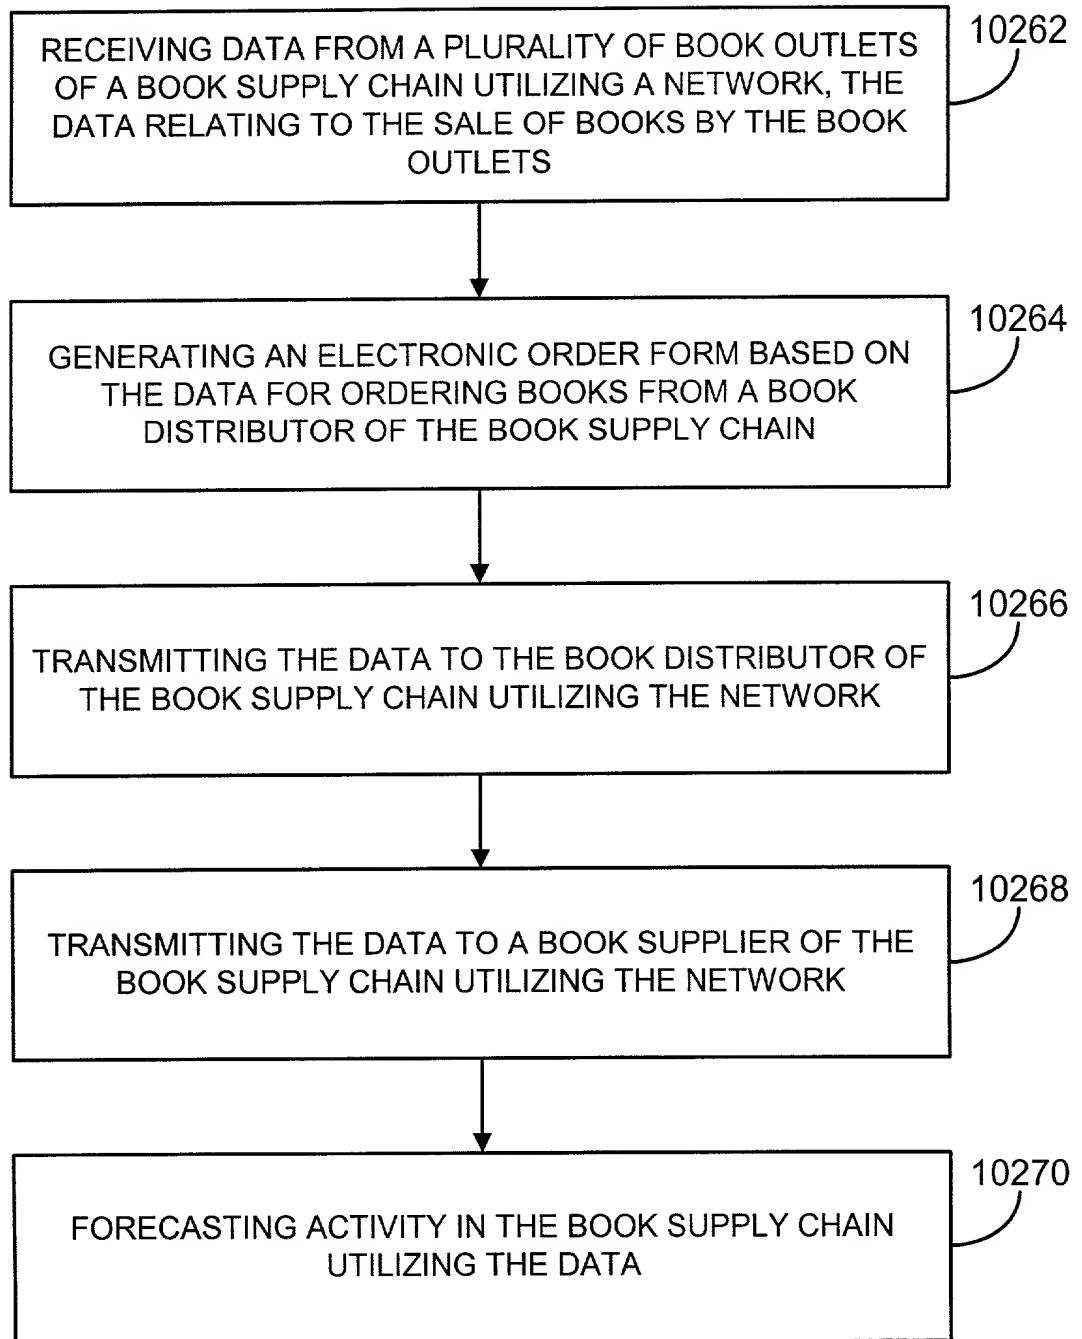 RECEIVING DATA FROM A PLURALITY OF BOOK OUTLETS
OF A BOOK SUPPLY CHAIN UTILIZING A NETWORK, THE
DATA RELATING TO THE SALE OF BOOKS BY THE BOOK
OUTLETS
10262
GENERATING AN ELECTRONIC ORDER FORM BASED ON
THE DATA FOR ORDERING BOOKS FROM A BOOK
DISTRIBUTOR OF THE BOOK SUPPLY CHAIN
10264
TRANSMITTING THE DATA TO THE BOOK DISTRIBUTOR OF
THE BOOK SUPPLY CHAIN UTILIZING THE NETWORK
10266
TRANSMITTING THE DATA TO A BOOK SUPPLIER OF THE
BOOK SUPPLY CHAIN UTILIZING THE NETWORK
10268
FORECASTING ACTIVITY IN THE BOOK SUPPLY CHAIN
UTILIZING THE DATA
10270